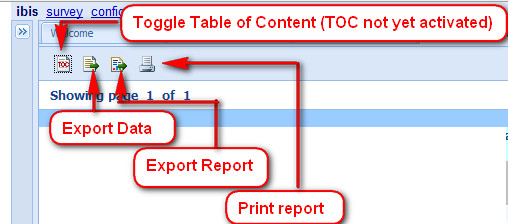 ibis survey
Toggle Table of Content (TOC not yet activated)
Welcome
TOC
Showing page 1 of 1
Export Data
Export Report
Print report